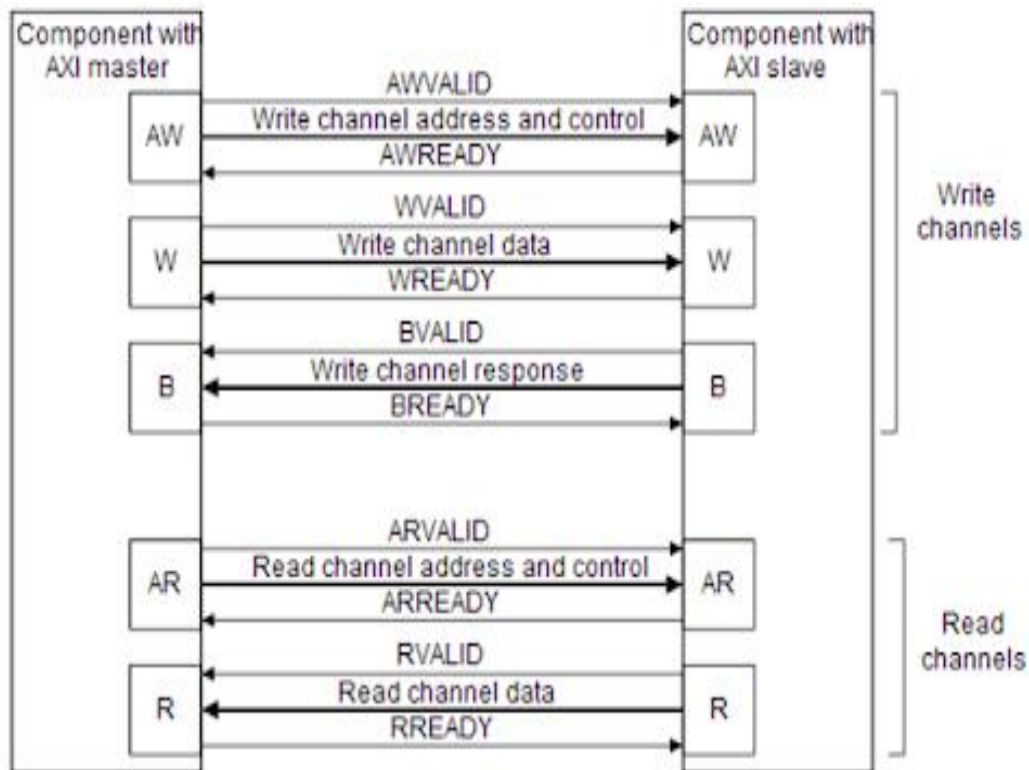 Component with
AXI master
Component with
AXI slave
AWVALID
AW
Write channel address and control
AW
AWREADY
WVALID
W
Write channel data
W
WREADY
Write
channels
BVALID
B
Write channel response
B
BREADY
ARVALID
AR
Read channel address and control
AR
ARREADY
RVALID
R
Read channel data
R
RREADY
Read
channels